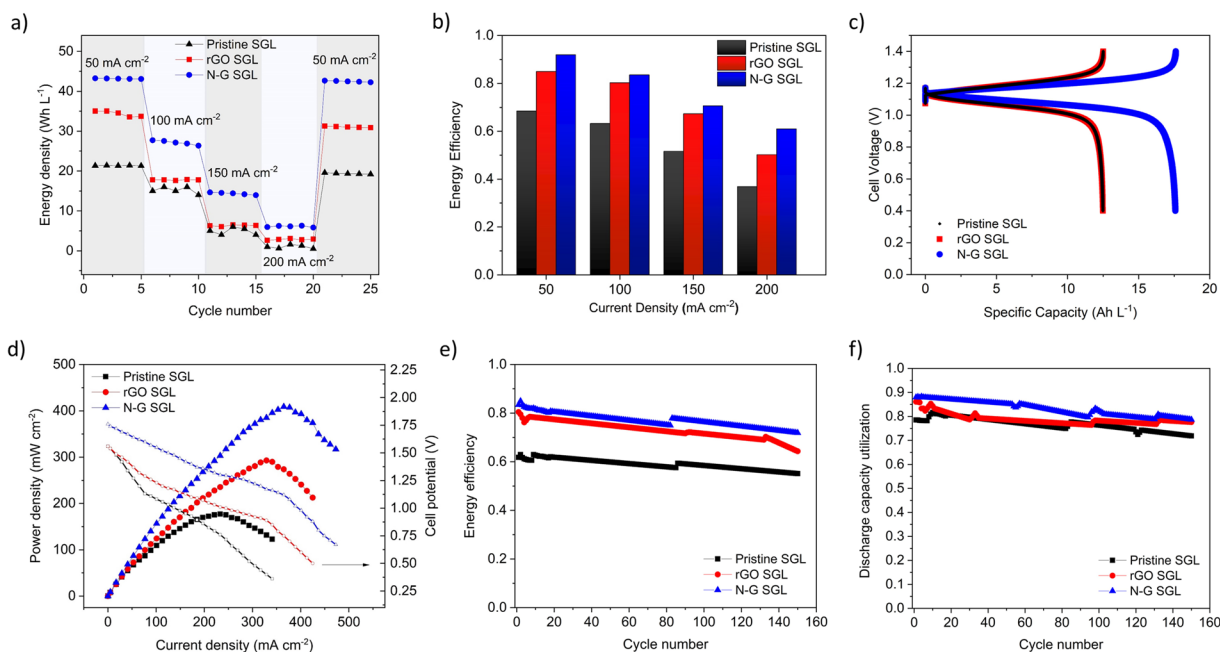 a)
Pristine SGL
rGO SGL
N-G SGL
50 mA cm-2
100 mA cm-2
150 mA cm-2
200 mA cm-2
50 mA cm-2
Energy density (Wh L-1)
50
40
30
20
10
0
0 5 10 15 20 25
Cycle number
b)
Pristine SGL
rGO SGL
N-G SGL
Energy Efficiency
1.0
0.8
0.6
0.4
0.2
0.0
50 100 150 200
Current Density (mA cm-2)
c)
Cell Voltage (V)
1.4
1.2
1.0
0.8
0.6
0.4
0.2
0.0
Pristine SGL
rGO SGL
N-G SGL
0 5 10 15 20
Specific Capacity (Ah L-1)
d)
Pristine SGL
rGO SGL
N-G SGL
Power density (mW cm-2)
500
400
300
200
100
0
Cell potential (V)
2.25
2.00
1.75
1.50
1.25
1.00
0.75
0.50
0.25
0 100 200 300 400 500
Current density (mA cm-2)
e)
Energy efficiency
1.0
0.8
0.6
0.4
0.2
0.0
Pristine SGL
rGO SGL
N-G SGL
0 20 40 60 80 100 120 140 160
Cycle number
f)
Discharge capacity utilization
1.0
0.9
0.8
0.7
0.6
0.5
0.4
0.3
0.2
0.1
0.0
Pristine SGL
rGO SGL
N-G SGL
0 20 40 60 80 100 120 140 160
Cycle number